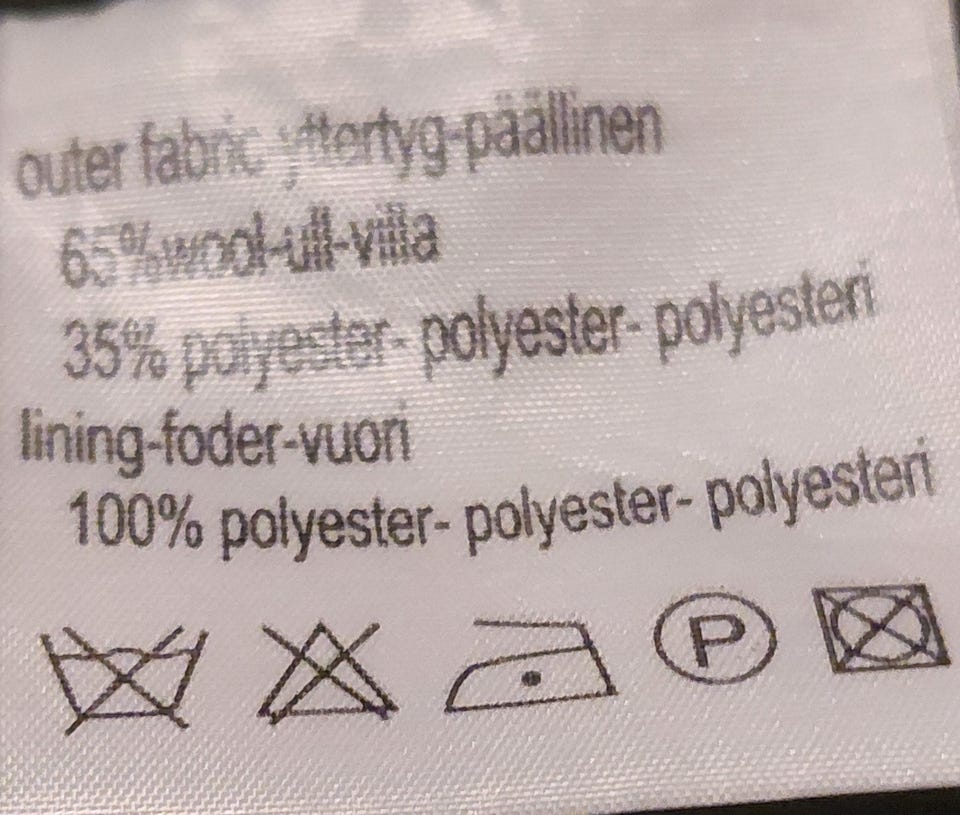 outer fabric yttertyg-päällinen
65%wool-ull-villa
35% polyester- polyester- polyesteri
lining-foder-vuori
100% polyester- polyester- polyesteri
P